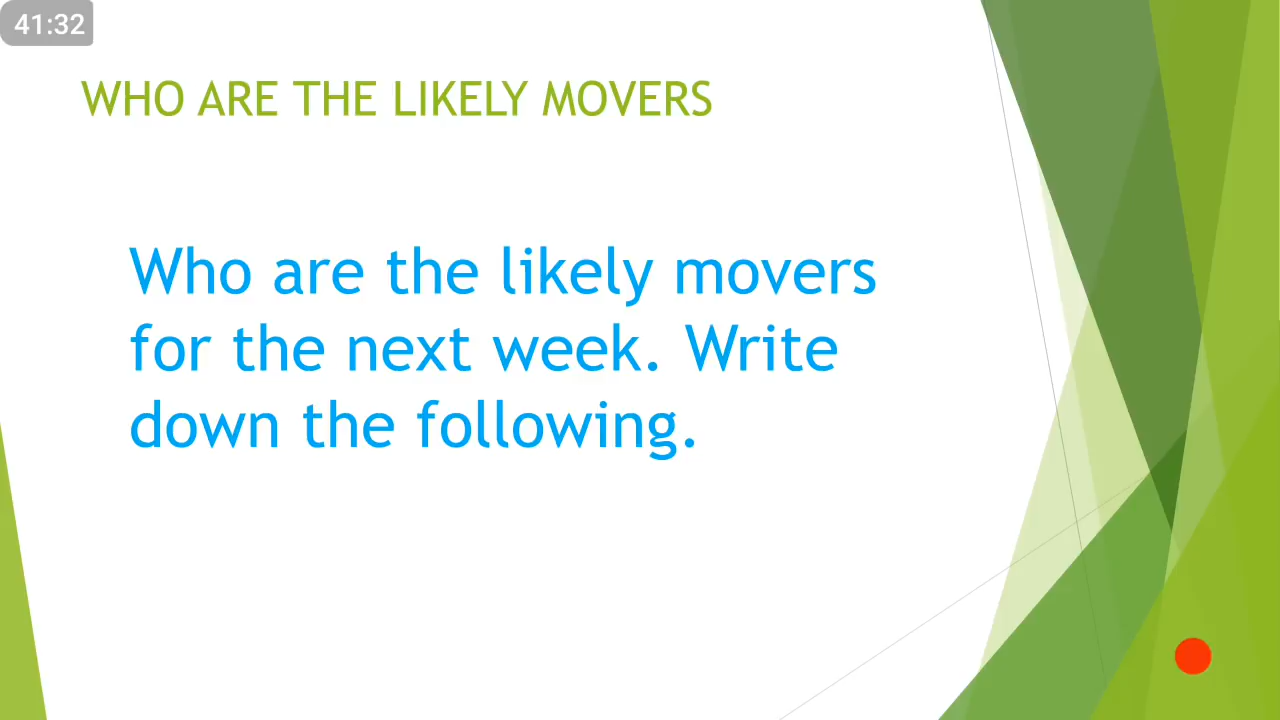 41:32
WHO ARE THE LIKELY MOVERS
Who are the likely movers
for the next week. Write
down the following.